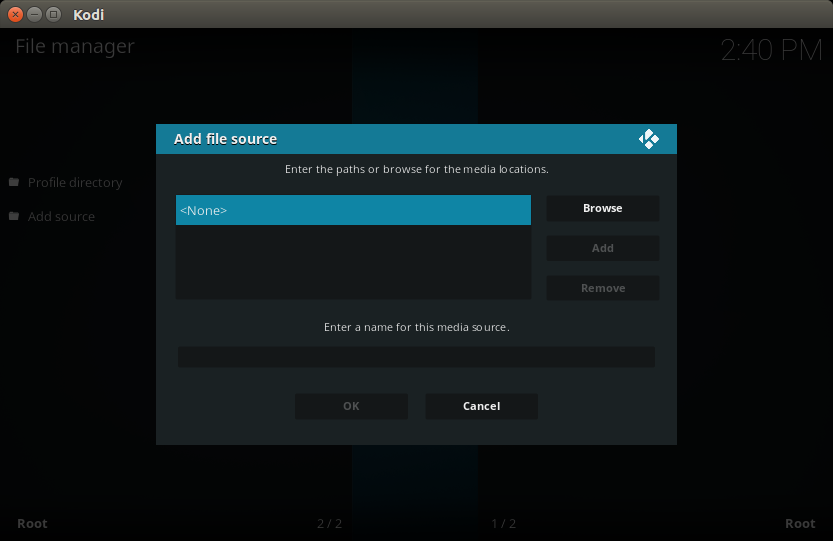 Kodi
File manager
2:40 PM
Add file source
Enter the paths or browse for the media locations.
<None>
Browse
Profile directory
Add source
Add
Remove
Enter a name for this media source.
OK
Cancel
Root
2 / 2
1 / 2
Root